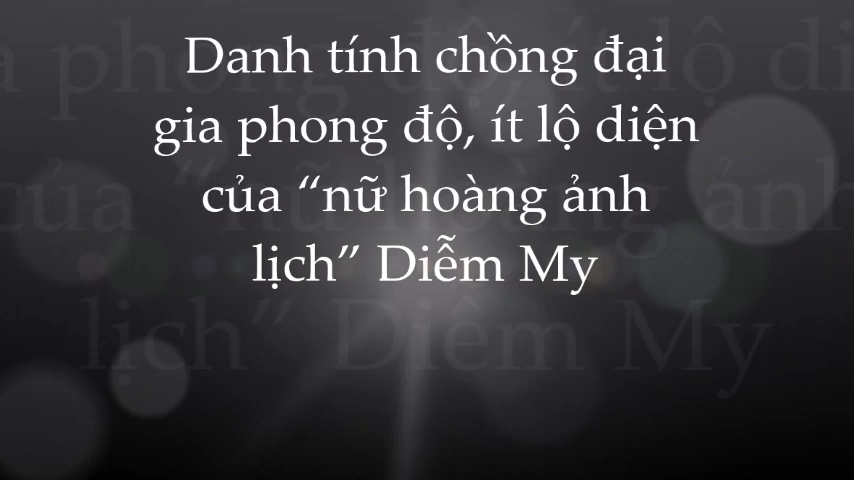 Danh tính chồng đại
gia phong độ, ít lộ diện
của “nữ hoàng ảnh
lịch” Diễm My